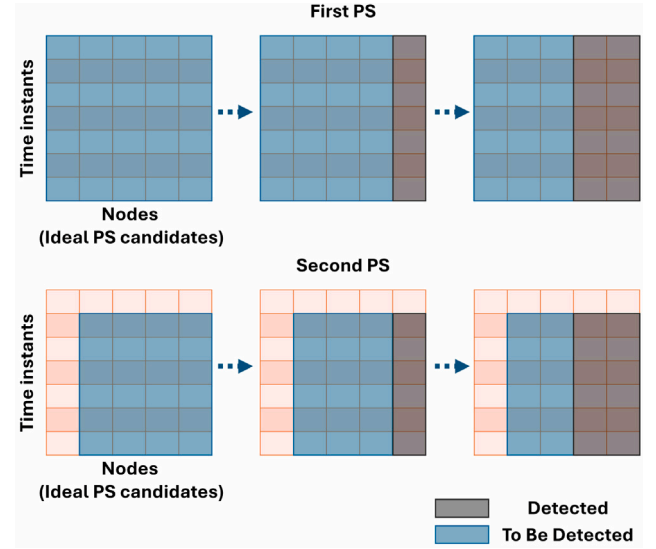 First PS
Time instants
Nodes
(Ideal PS candidates)
Second PS
Time instants
Nodes
(Ideal PS candidates)
Detected
To Be Detected